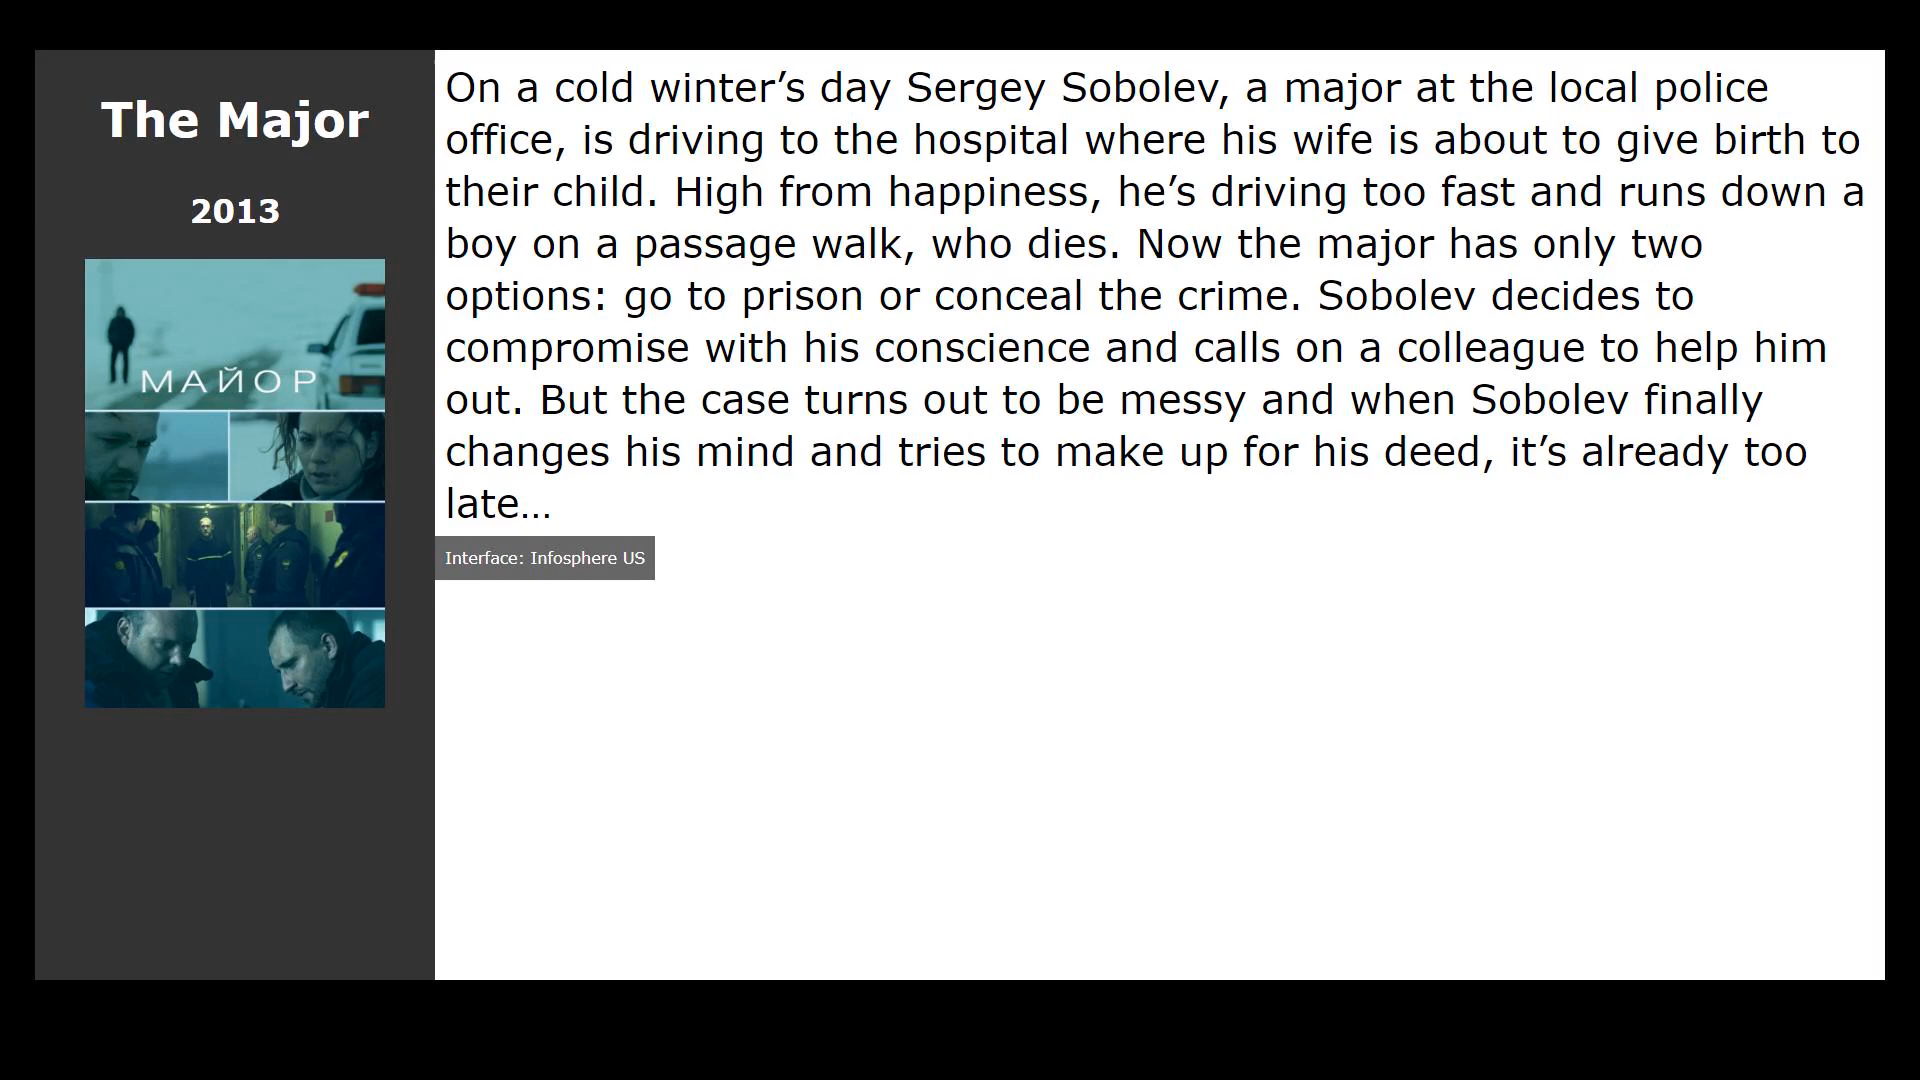 The Major
2013
МАЙОР
On a cold winter’s day Sergey Sobolev, a major at the local police
office, is driving to the hospital where his wife is about to give birth to
their child. High from happiness, he’s driving too fast and runs down a
boy on a passage walk, who dies. Now the major has only two
options: go to prison or conceal the crime. Sobolev decides to
compromise with his conscience and calls on a colleague to help him
out. But the case turns out to be messy and when Sobolev finally
changes his mind and tries to make up for his deed, it’s already too
late…
Interface: Infosphere US